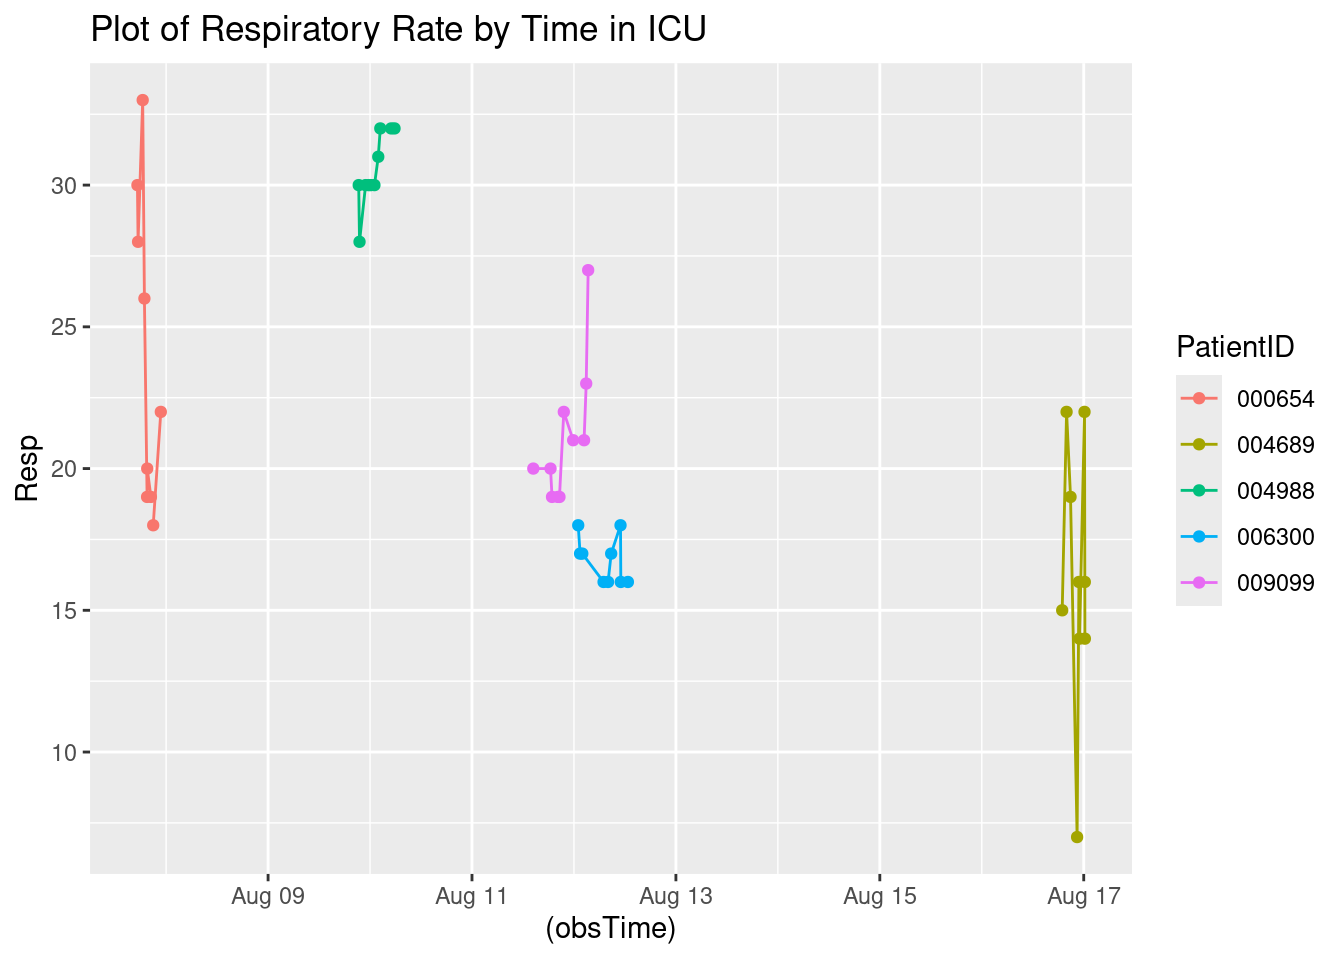 Plot of Respiratory Rate by Time in ICU
30
25
20
15
10
Resp
Aug 09
Aug 11
Aug 13
Aug 15
Aug 17
(obsTime)
PatientID
000654
004689
004988
006300
009099